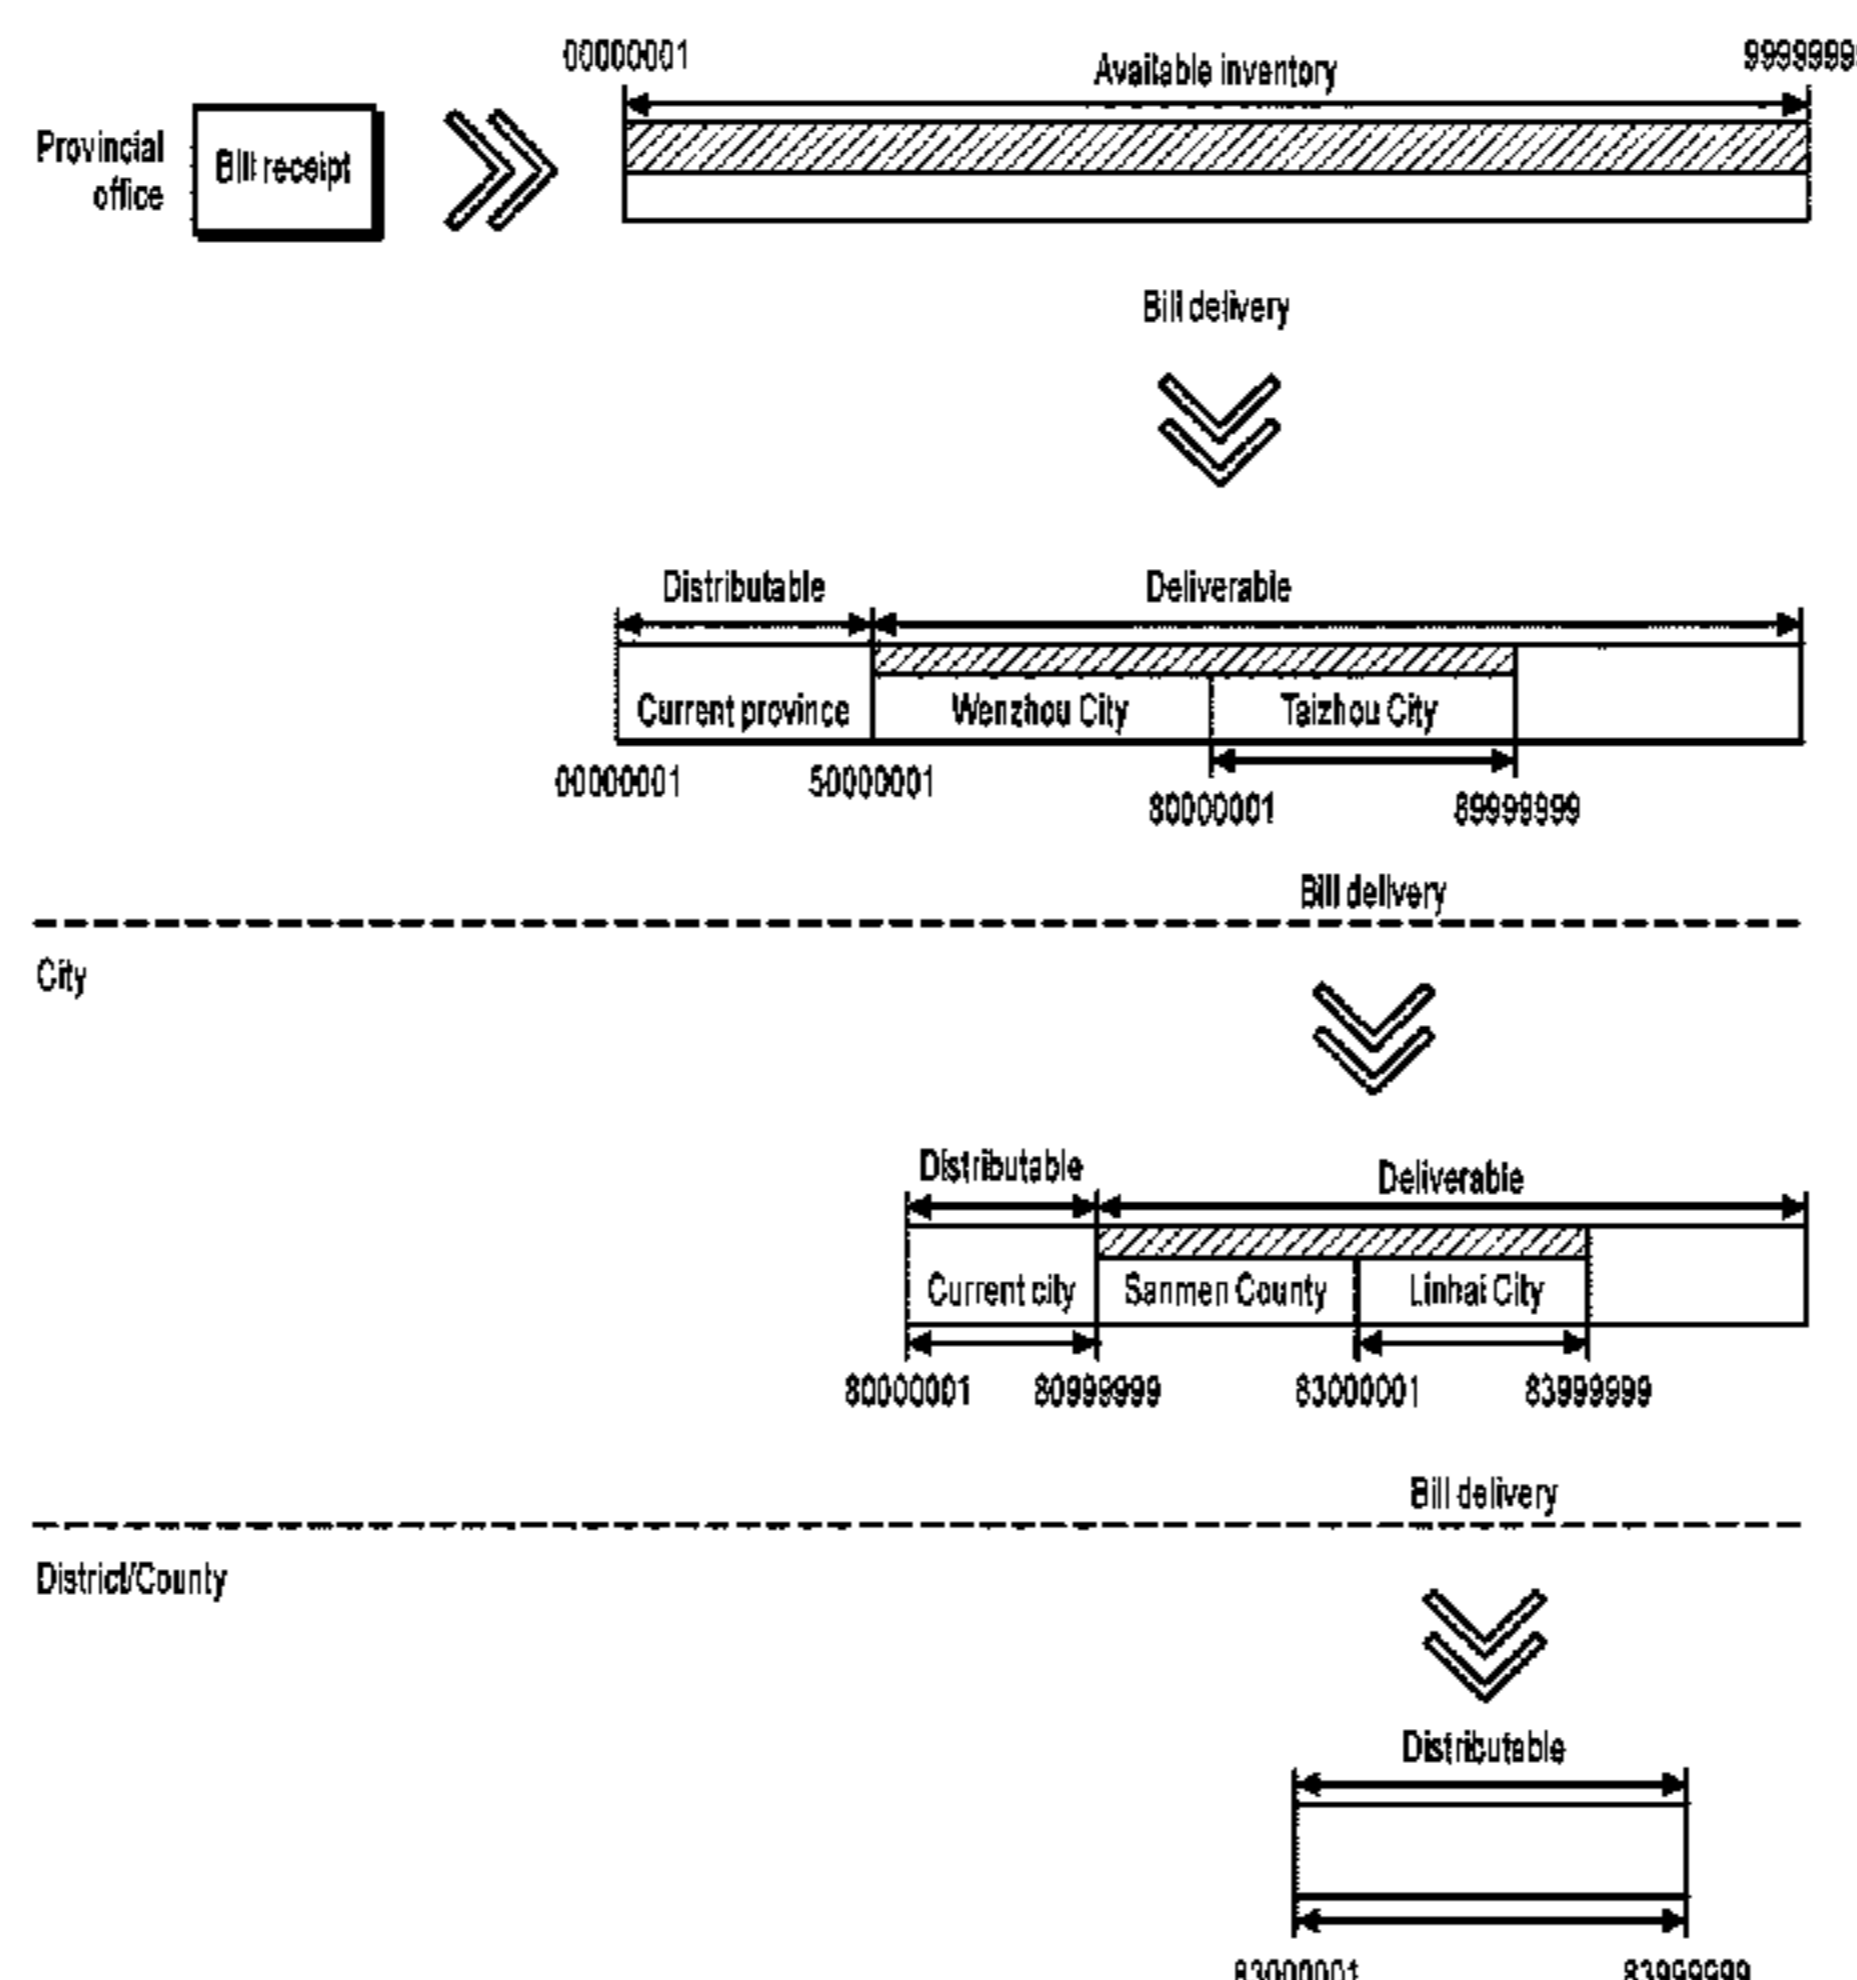 00000001
Available inventory
9999999
Provincial
office
Bill receipt
Bill delivery
Distributable
Deliverable
Current province
Wenzhou City
Taizhou City
00000001
50000001
80000001
89999999
Bill delivery
City
Distributable
Deliverable
Current city
Sanmen County
Linhai City
80000001
80999999
83000001
83999999
Bill delivery
District/County
Distributable
83000001
83999999